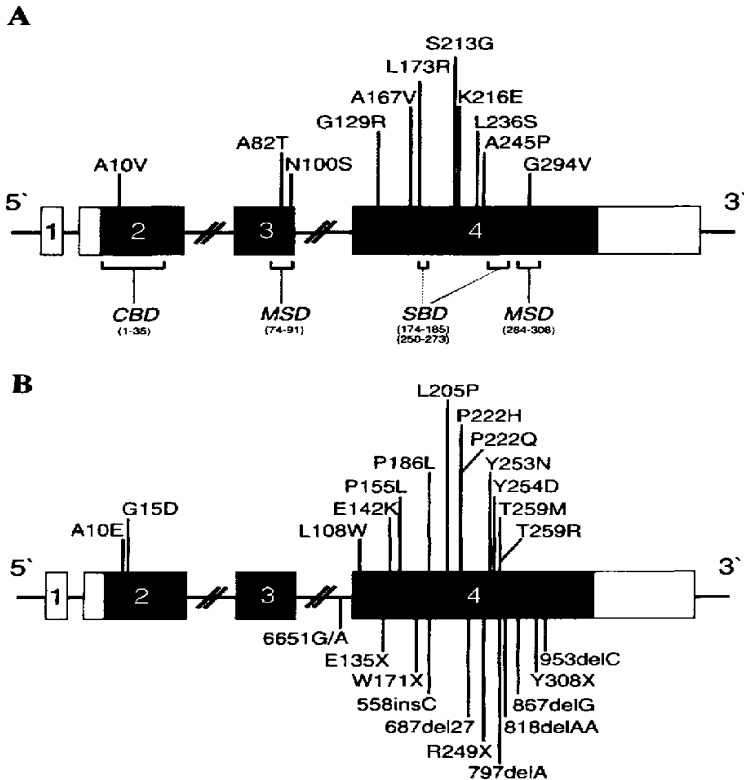 A
S213G
L173R
A167V
K216E
G129R
L236S
A82T
A245P
A10V
N100S
G294V
5`
3`
1
2
3
4
CBD
MSD
SBD
MSD
(1-35)
(74-91)
(174-185)
(284-308)
(250-273)
B
L205P
P222H
P222Q
P186L
Y253N
P155L
Y254D
G15D
E142K
T259M
A10E
L108W
T259R
5`
3`
1
2
3
4
6651G/A
E135X
953delC
W171X
Y308X
558insC
867delG
687del27
818delAA
R249X
797delA